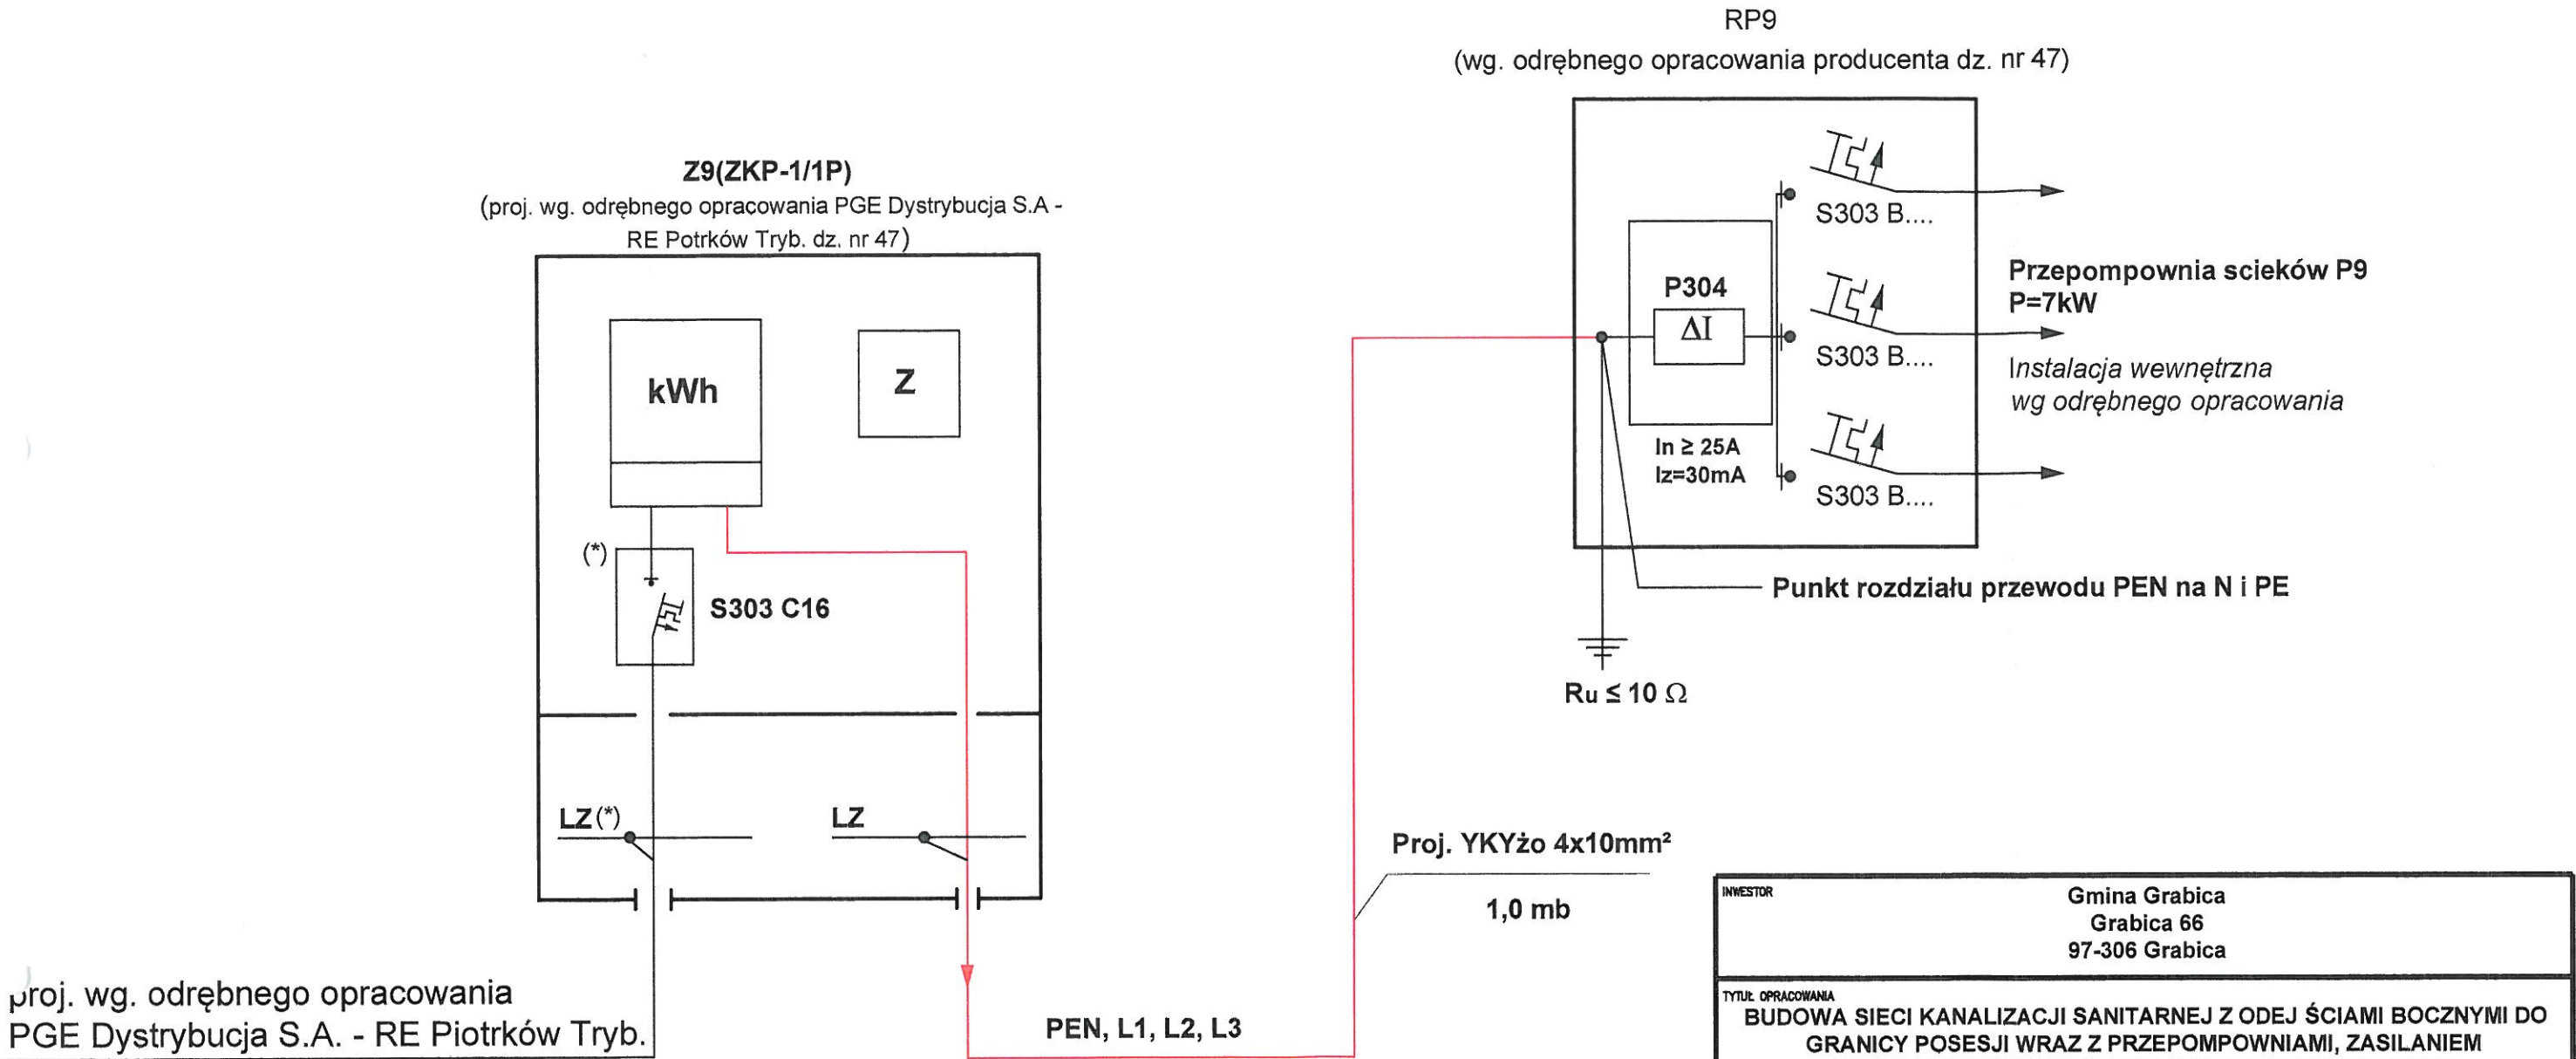 RP9
(wg. odrębnego opracowania producenta dz. nr 47)
Z9(ZKP-1/1P)
(proj. wg. odrębnego opracowania PGE Dystrybucja S.A -
RE Potrków Tryb. dz. nr 47)
kWh
Z
(*)
S303 C16
LZ(*)
LZ
P304
ΔI
In ≥ 25A
Iz=30mA
S303 B....
S303 B....
S303 B....
Przepompownia scieków P9
P=7kW
Instalacja wewnętrzna
wg odrębnego opracowania
Punkt rozdziału przewodu PEN na N i PE
Ru ≤ 10 Ω
Proj. YKYżo 4x10mm²
1,0 mb
PEN, L1, L2, L3
proj. wg. odrębnego opracowania
PGE Dystrybucja S.A. - RE Piotrków Tryb.
INWESTOR
Gmina Grabica
Grabica 66
97-306 Grabica
TYTUŁ OPRACOWANIA
BUDOWA SIECI KANALIZACJI SANITARNEJ Z ODEJ ŚCIAMI BOCZNYMI DO
GRANICY POSESJI WRAZ Z PRZEPOMPOWNIAMI, ZASILANIEM